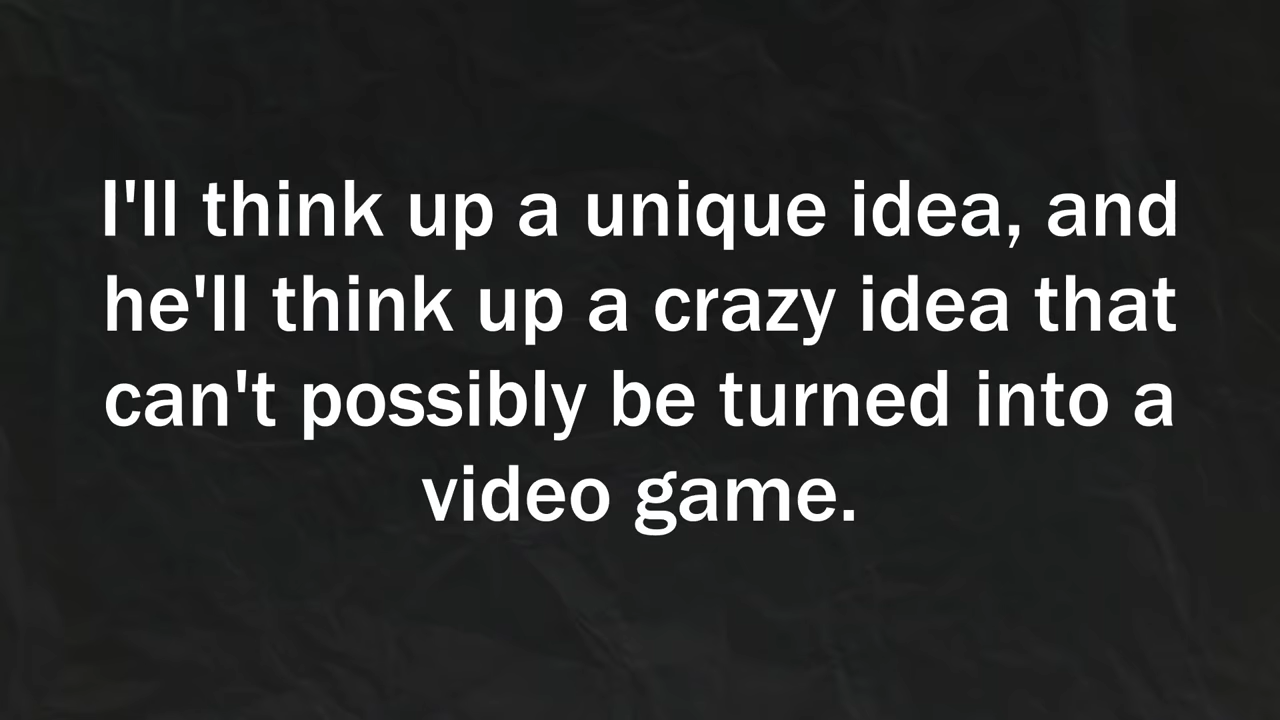 I'll think up a unique idea, and
he'll think up a crazy idea that
can't possibly be turned into a
video game.